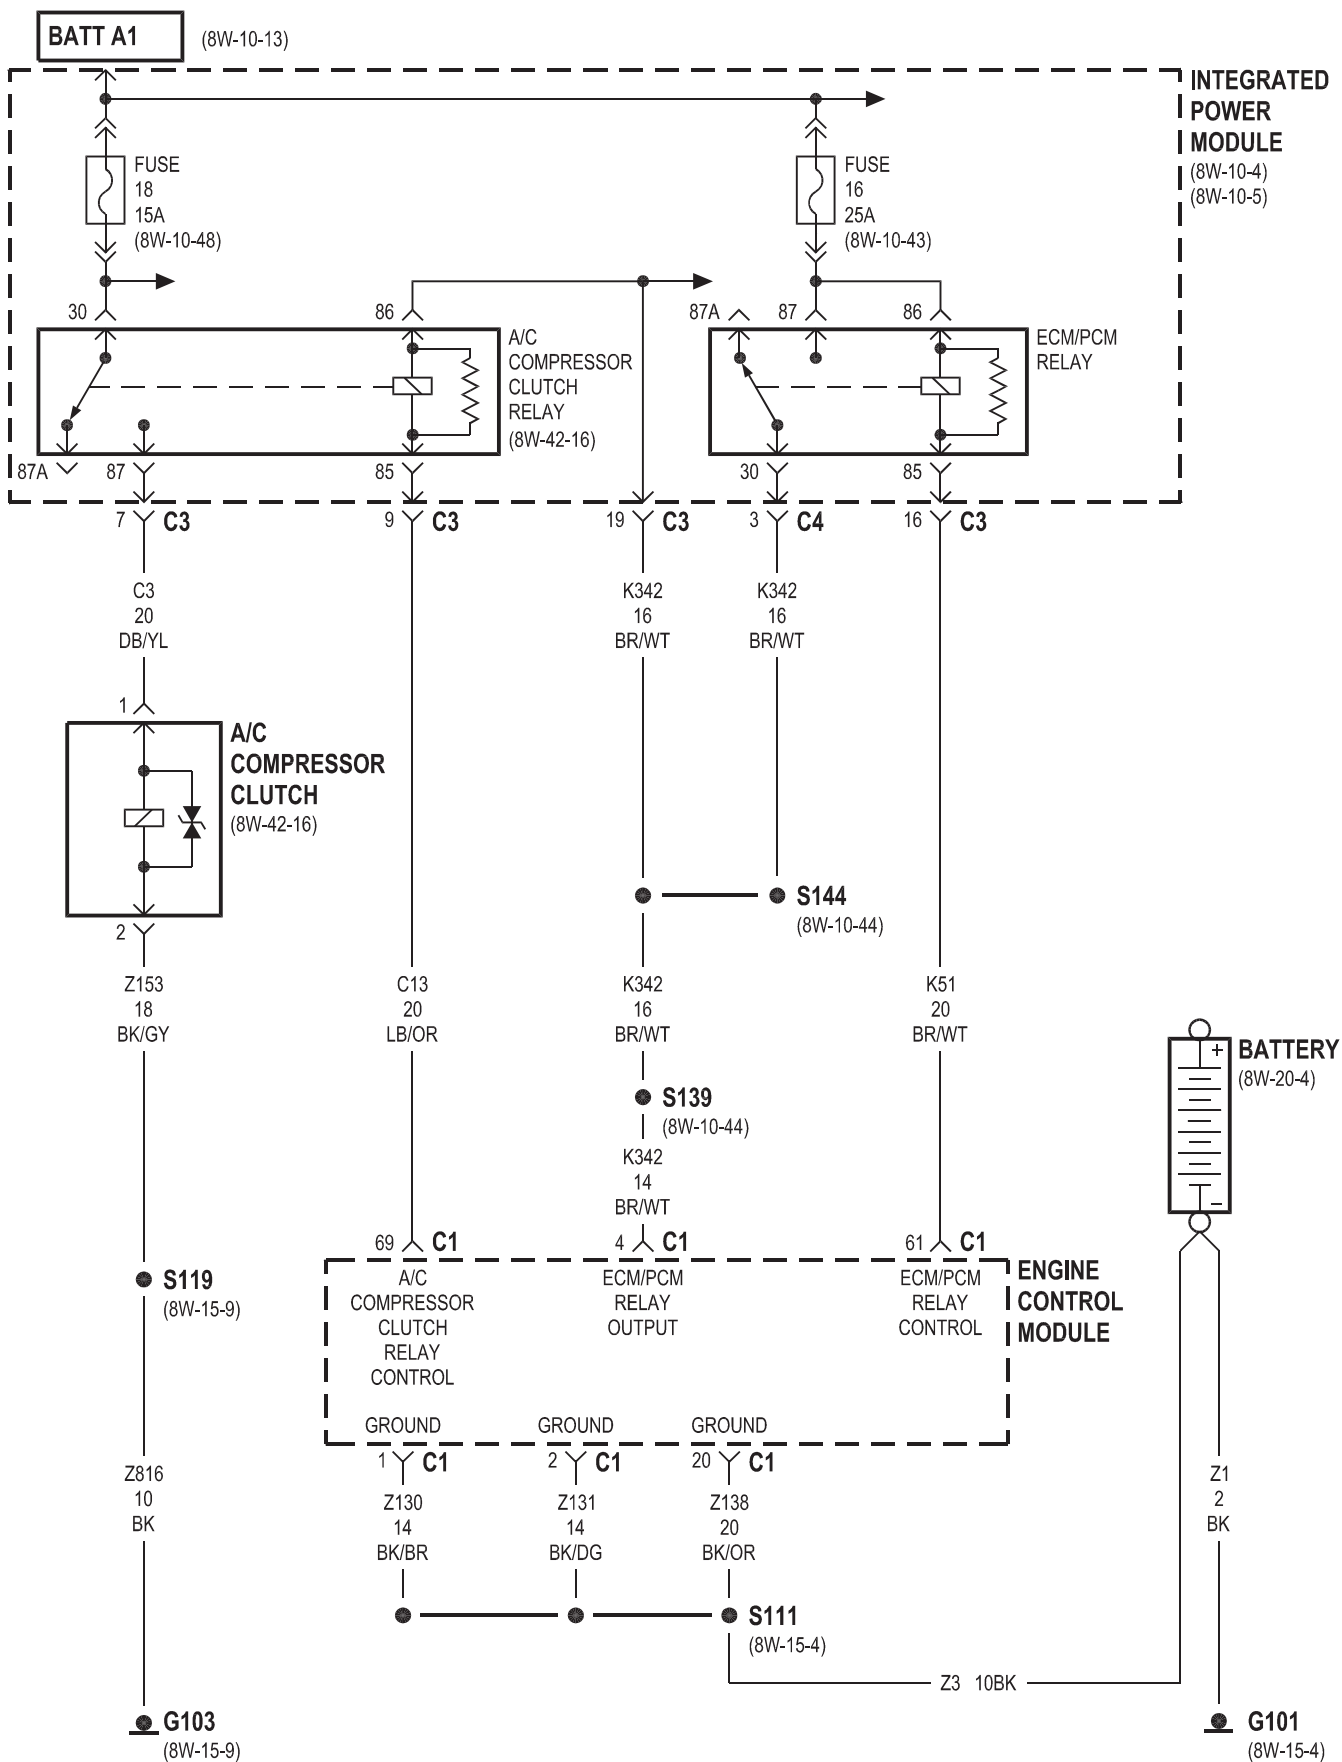 BATT A1
(8W-10-13)
INTEGRATED
POWER
MODULE
(8W-10-4)
(8W-10-5)
FUSE
18
15A
(8W-10-48)
FUSE
16
25A
(8W-10-43)
30
86
87A
87
86
A/C
COMPRESSOR
CLUTCH
RELAY
(8W-42-16)
ECM/PCM
RELAY
87A
87
85
30
85
7
C3
9
C3
19
C3
3
C4
16
C3
C3
20
DB/YL
K342
16
BR/WT
K342
16
BR/WT
1
A/C
COMPRESSOR
CLUTCH
(8W-42-16)
2
S144
(8W-10-44)
Z153
18
BK/GY
C13
20
LB/OR
K342
16
BR/WT
K51
20
BR/WT
+
BATTERY
(8W-20-4)
–
S139
(8W-10-44)
K342
14
BR/WT
69
C1
4
C1
61
C1
S119
(8W-15-9)
A/C
COMPRESSOR
CLUTCH
RELAY
CONTROL
ECM/PCM
RELAY
OUTPUT
ECM/PCM
RELAY
CONTROL
ENGINE
CONTROL
MODULE
GROUND
GROUND
GROUND
1
C1
2
C1
20
C1
Z816
10
BK
Z130
14
BK/BR
Z131
14
BK/DG
Z138
20
BK/OR
Z1
2
BK
S111
(8W-15-4)
Z3 10BK
G103
(8W-15-9)
G101
(8W-15-4)